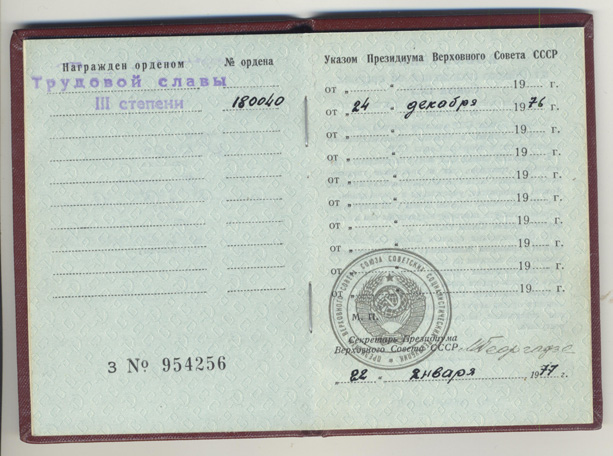 Награжден орденом № ордена
Трудовой славы
III степени 180040
З № 954256
Указом Президиума Верховного Совета СССР
от „ “ 19 г.
от „ 24 “ декабря 1976 г.
от „ “ 19 г.
от „ “ 19 г.
от „ “ 19 г.
от „ “ 19 г.
от „ “ 19 г.
от „ “ 19 г.
от „ “ 19 г.
от „ “ 19 г.
М. П.
Секретарь Президиума
Верховного Совета СССР МГеоргадзе
„ 22 “ января 1977 г.